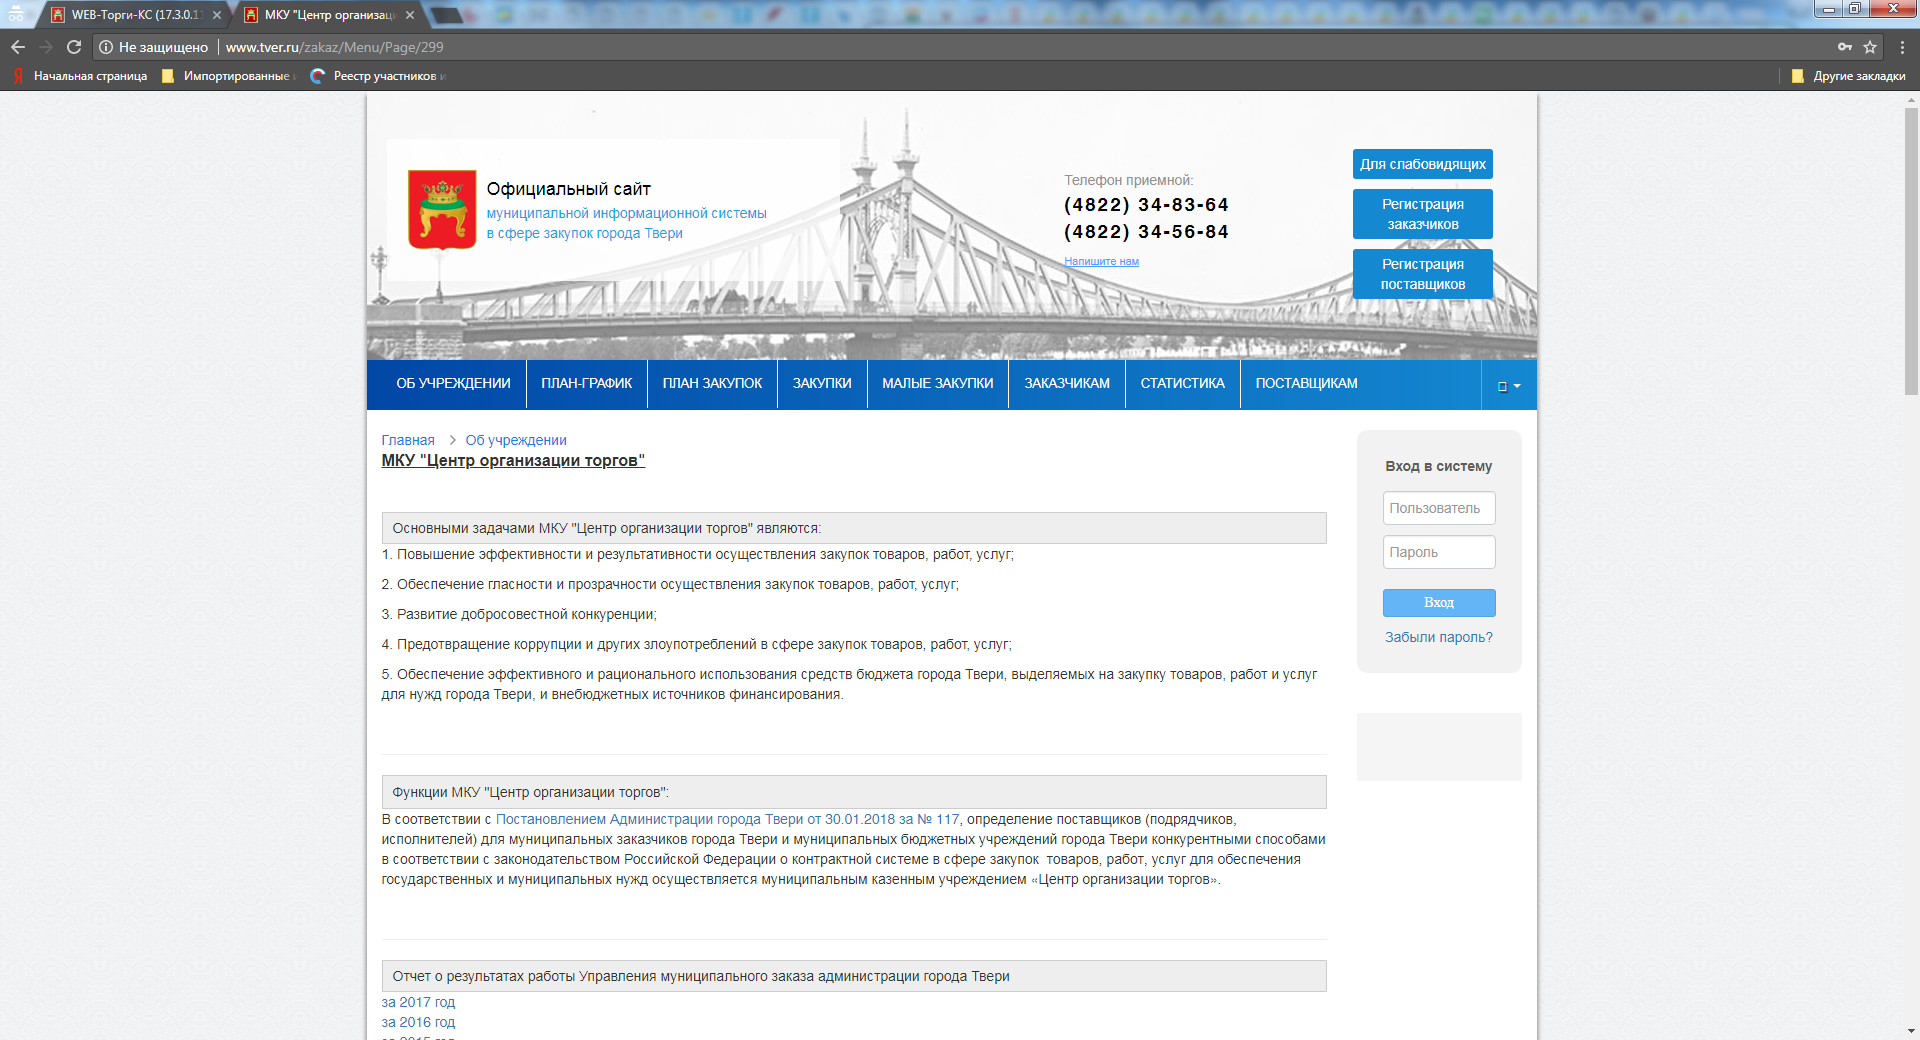 WEB-Торги-КС (17.3.0.1
МКУ "Центр организаци
Не защищено
www.tver.ru/zakaz/Menu/Page/299
Начальная страница
Импортированные
Реестр участников
Другие закладки
Официальный сайт
муниципальной информационной системы
в сфере закупок города Твери
Телефон приемной:
(4822) 34-83-64
(4822) 34-56-84
Напишите нам
Для слабовидящих
Регистрация
заказчиков
Регистрация
поставщиков
ОБ УЧРЕЖДЕНИИ
ПЛАН-ГРАФИК
ПЛАН ЗАКУПОК
ЗАКУПКИ
МАЛЫЕ ЗАКУПКИ
ЗАКАЗЧИКАМ
СТАТИСТИКА
ПОСТАВЩИКАМ
Главная > Об учреждении
МКУ "Центр организации торгов"
Основными задачами МКУ "Центр организации торгов" являются:
1. Повышение эффективности и результативности осуществления закупок товаров, работ, услуг;
2. Обеспечение гласности и прозрачности осуществления закупок товаров, работ, услуг;
3. Развитие добросовестной конкуренции;
4. Предотвращение коррупции и других злоупотреблений в сфере закупок товаров, работ, услуг;
5. Обеспечение эффективного и рационального использования средств бюджета города Твери, выделяемых на закупку товаров, работ и услуг
для нужд города Твери, и внебюджетных источников финансирования.
Функции МКУ "Центр организации торгов":
В соответствии с Постановлением Администрации города Твери от 30.01.2018 за № 117, определение поставщиков (подрядчиков,
исполнителей) для муниципальных заказчиков города Твери и муниципальных бюджетных учреждений города Твери конкурентными способами
в соответствии с законодательством Российской Федерации о контрактной системе в сфере закупок товаров, работ, услуг для обеспечения
государственных и муниципальных нужд осуществляется муниципальным казенным учреждением «Центр организации торгов».
Отчет о результатах работы Управления муниципального заказа администрации города Твери
за 2017 год
за 2016 год
за 2015 год
Вход в систему
Пользователь
Пароль
Вход
Забыли пароль?